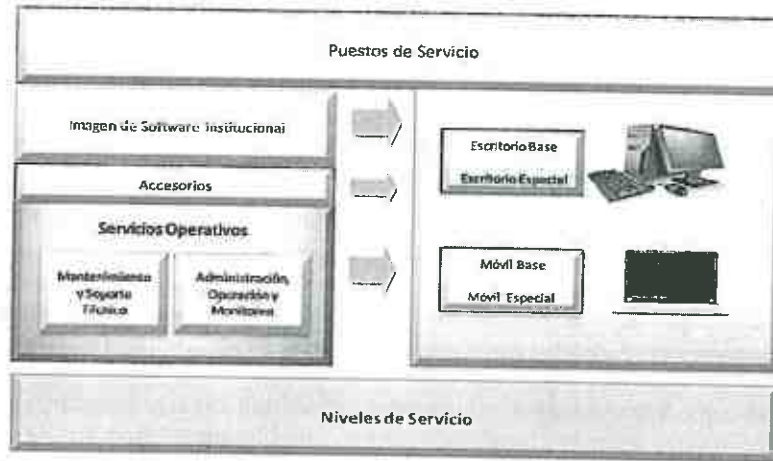 Puestos de Servicio
Imagen de Software Institucional
Accesorios
Servicios Operativos
Mantenimiento
y Soporte
Técnico
Administración,
Operación y
Monitoreo
Escritorio Base
Escritorio Especial
Móvil Base
Móvil Especial
Niveles de Servicio